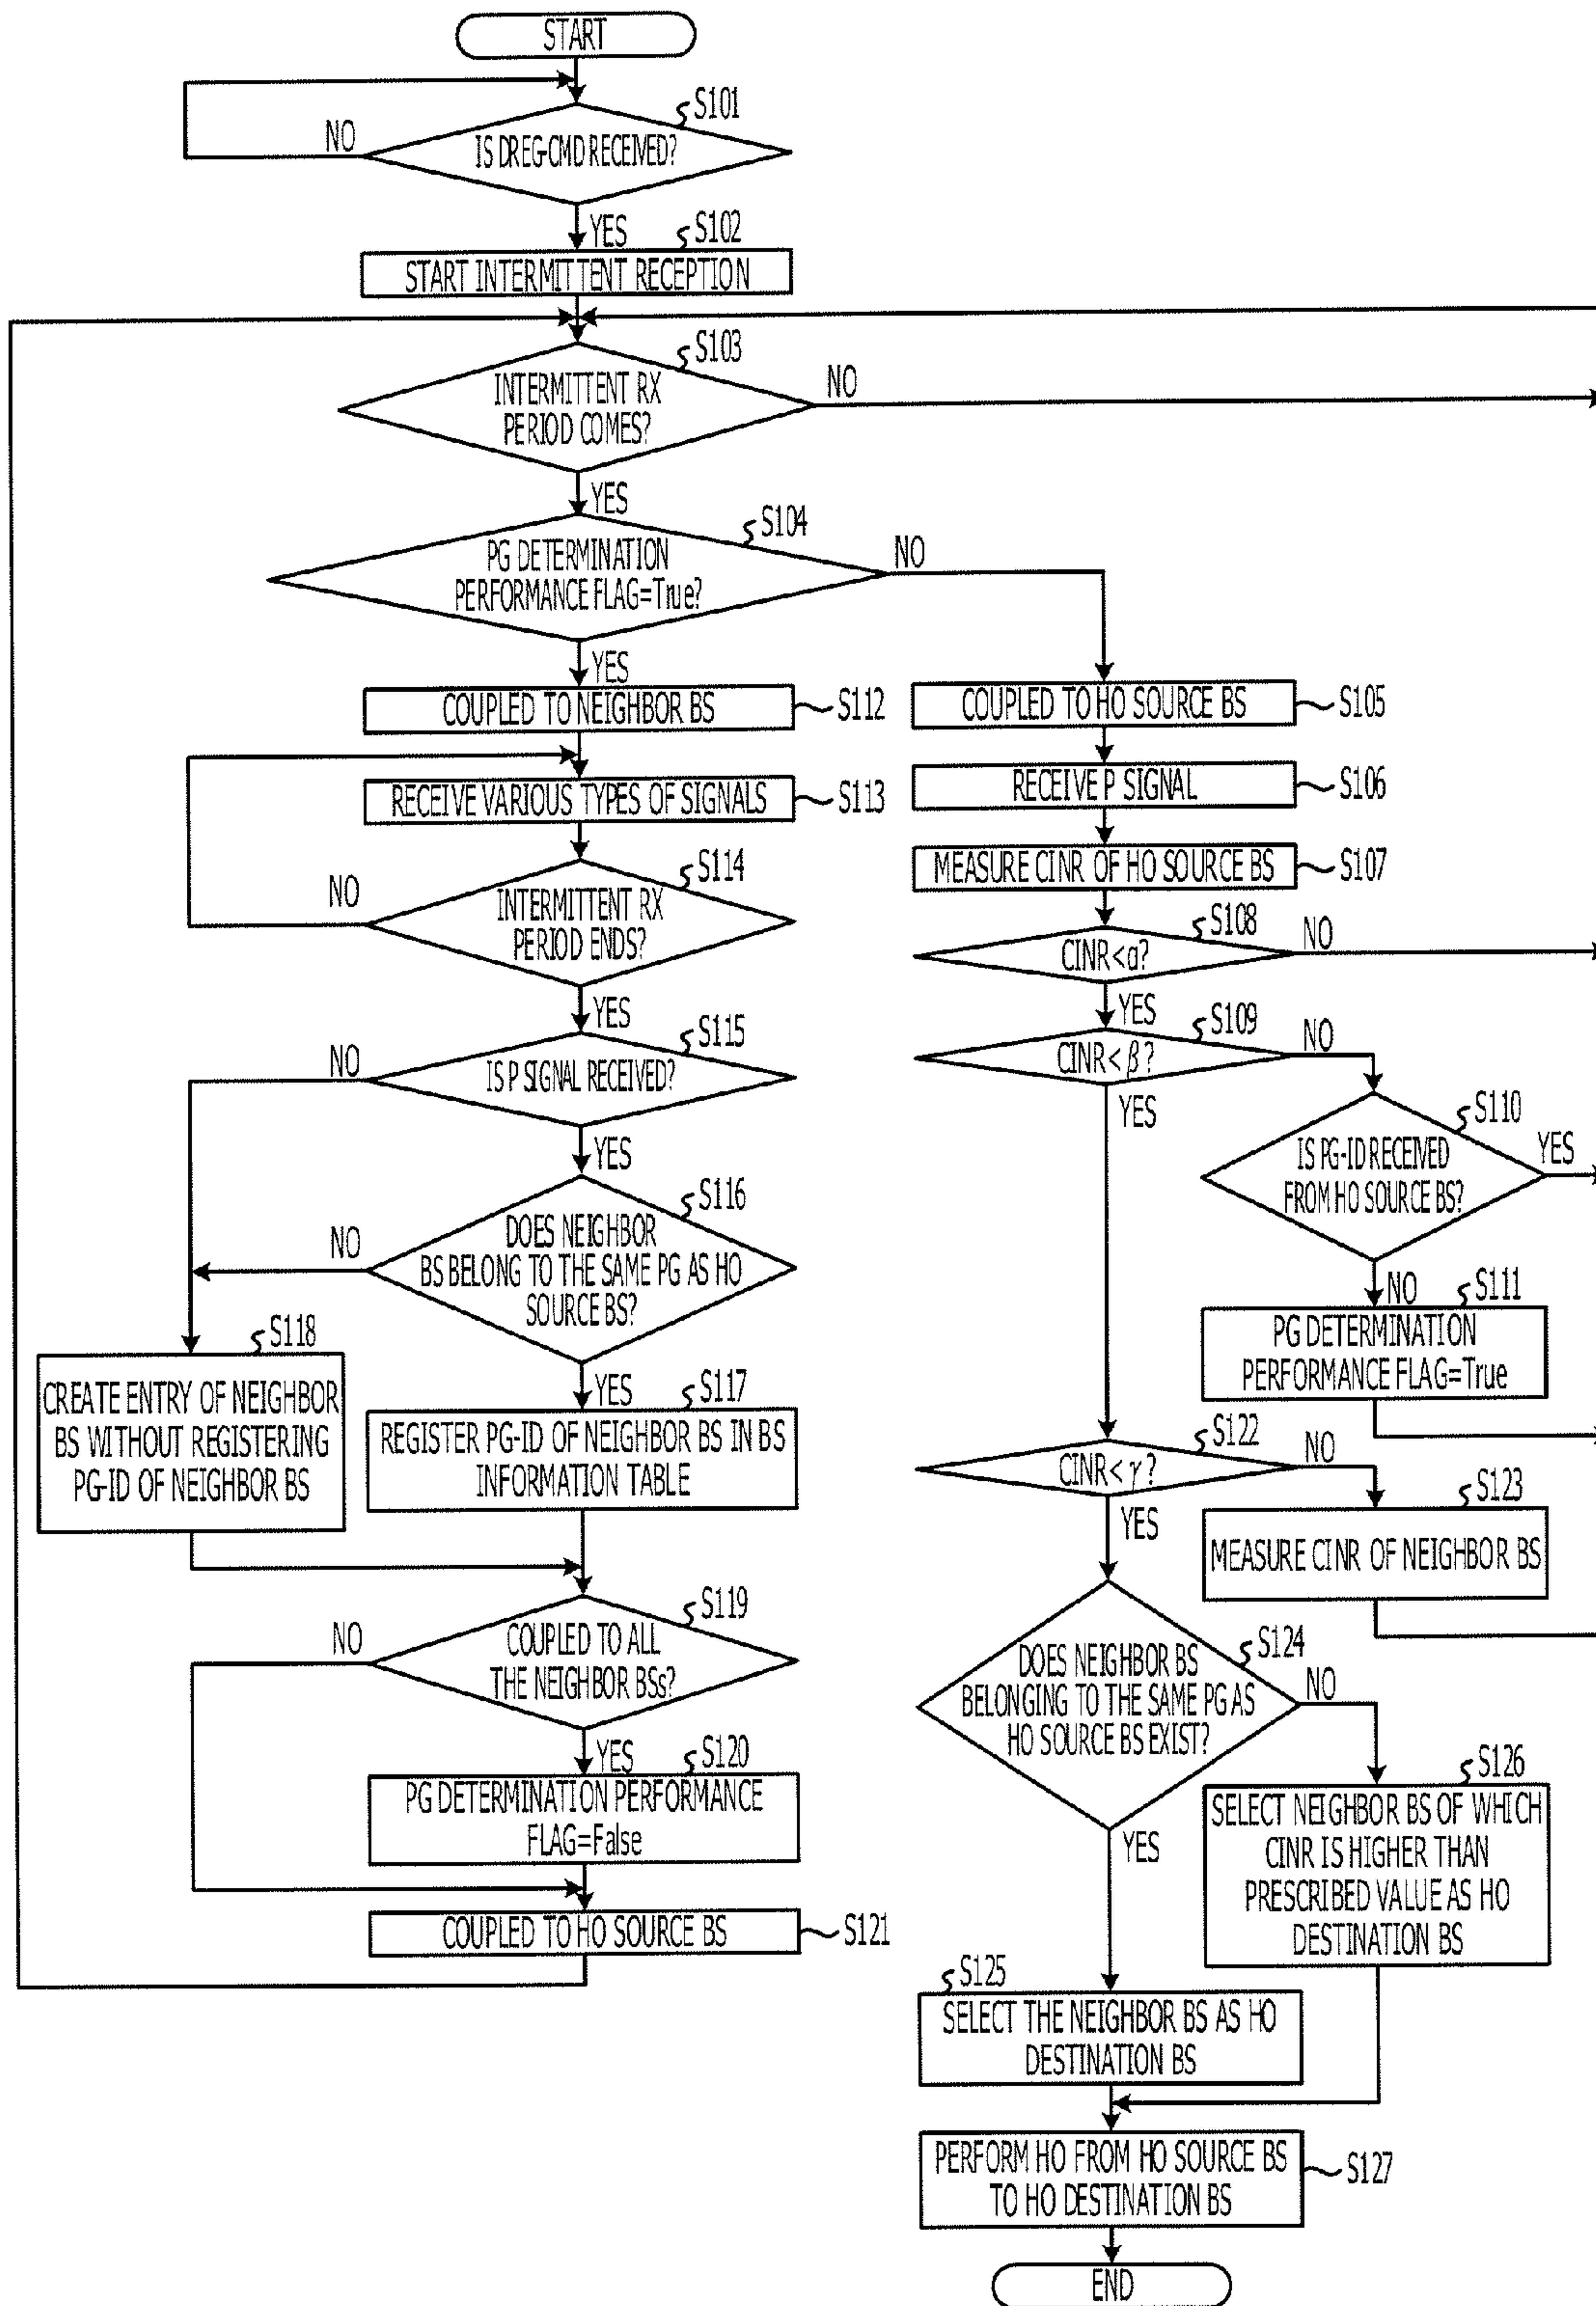 START
S101
IS DREG-CMD RECEIVED?
NO
YES
S102
START INTERMITTENT RECEPTION
S103
INTERMITTENT RX
PERIOD COMES?
NO
YES
S104
PG DETERMINATION
PERFORMANCE FLAG=True?
NO
YES
COUPLED TO NEIGHBOR BS
S112
RECEIVE VARIOUS TYPES OF SIGNALS
S113
S114
INTERMITTENT RX
PERIOD ENDS?
NO
YES
S115
IS P SIGNAL RECEIVED?
NO
YES
S116
DOES NEIGHBOR
BS BELONG TO THE SAME PG AS HO
SOURCE BS?
NO
YES
S118
CREATE ENTRY OF NEIGHBOR
BS WITHOUT REGISTERING
PG-ID OF NEIGHBOR BS
S117
REGISTER PG-ID OF NEIGHBOR BS IN BS
INFORMATION TABLE
S119
COUPLED TO ALL
THE NEIGHBOR BSs?
NO
YES
S120
PG DETERMINATION PERFORMANCE
FLAG=False
COUPLED TO HO SOURCE BS
S121
COUPLED TO HO SOURCE BS
S105
RECEIVE P SIGNAL
S106
MEASURE CINR OF HO SOURCE BS
S107
S108
CINR<α?
NO
YES
S109
CINR<β?
NO
YES
S110
IS PG-ID RECEIVED
FROM HO SOURCE BS?
YES
NO
S111
PG DETERMINATION
PERFORMANCE FLAG=True
S122
CINR<γ?
NO
YES
S123
MEASURE CINR OF NEIGHBOR BS
S124
DOES NEIGHBOR BS
BELONGING TO THE SAME PG AS
HO SOURCE BS EXIST?
NO
YES
S126
SELECT NEIGHBOR BS OF WHICH
CINR IS HIGHER THAN
PRESCRIBED VALUE AS HO
DESTINATION BS
S125
SELECT THE NEIGHBOR BS AS HO
DESTINATION BS
PERFORM HO FROM HO SOURCE BS
TO HO DESTINATION BS
S127
END